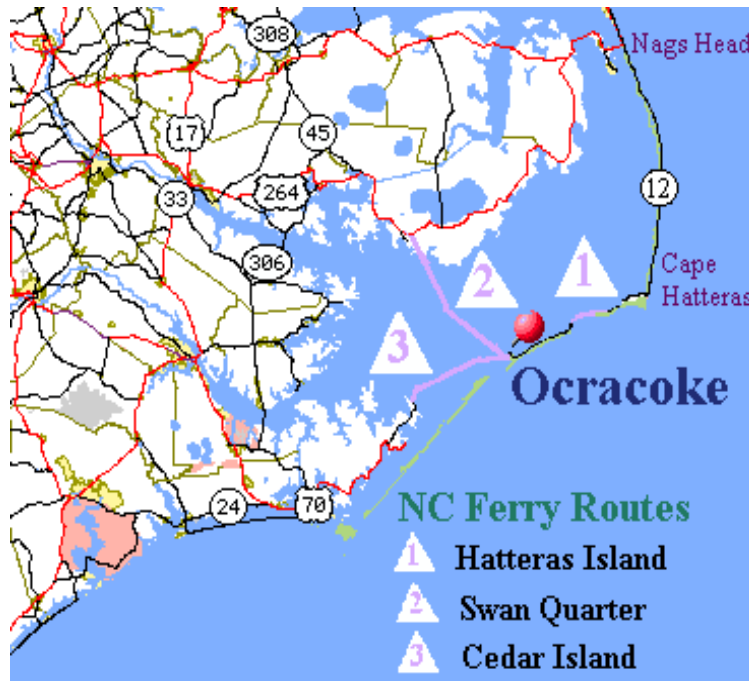 308
Nags Head
17
45
12
33
264
306
Cape
Hatteras
1
2
3
Ocracoke
24
70
NC Ferry Routes
1 Hatteras Island
2 Swan Quarter
3 Cedar Island